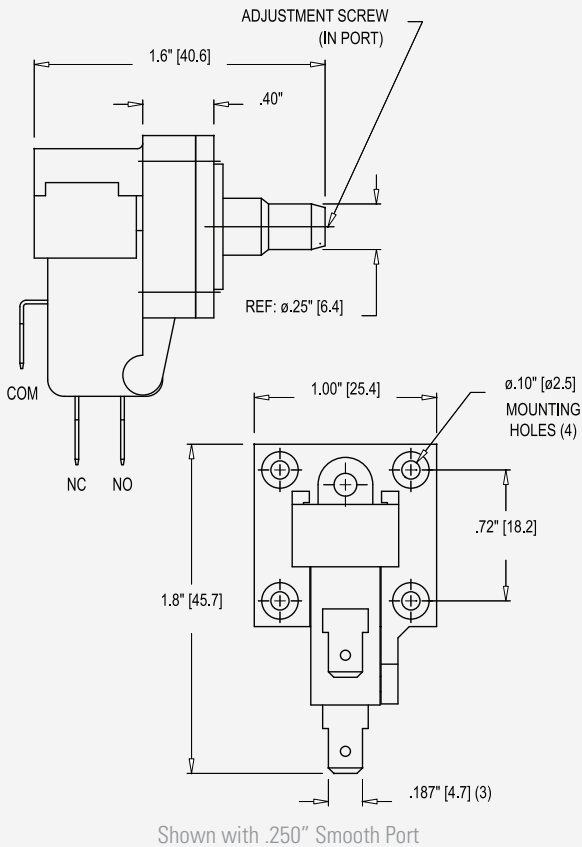 ADJUSTMENT SCREW
(IN PORT)
1.6" [40.6]
.40"
REF: ø.25" [6.4]
COM
NC NO
1.00" [25.4]
ø.10" [ø2.5]
MOUNTING
HOLES (4)
.72" [18.2]
1.8" [45.7]
.187" [4.7] (3)
Shown with .250” Smooth Port